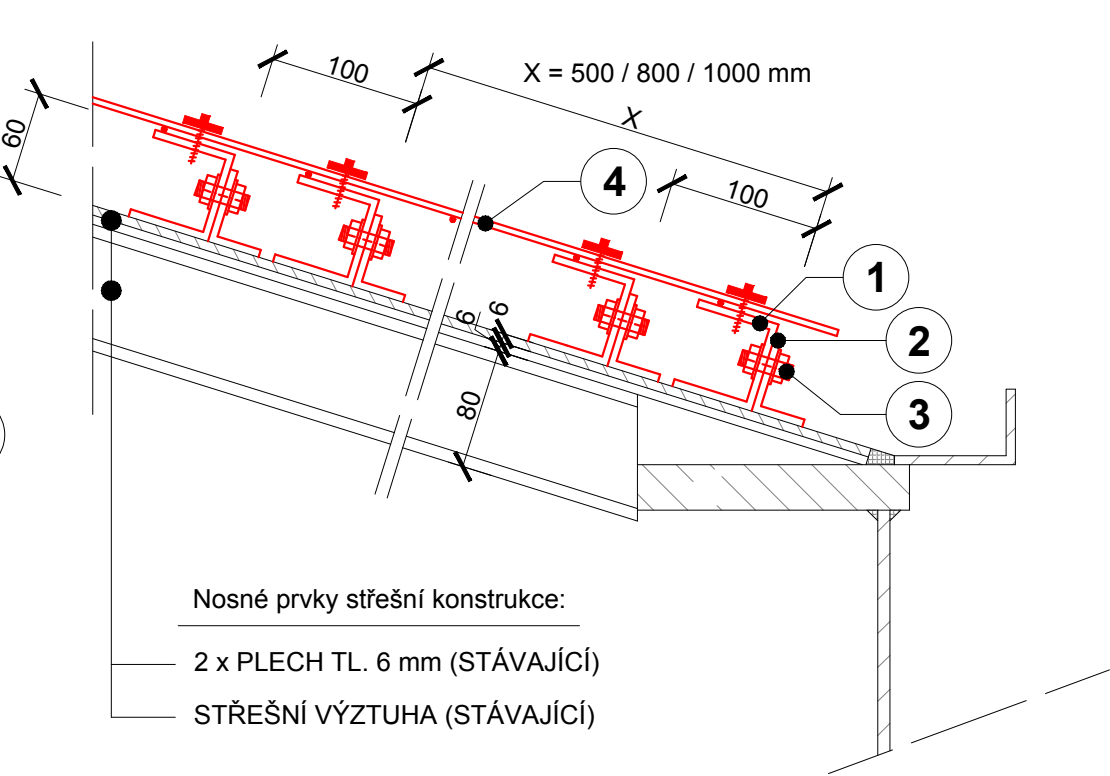 100
X = 500 / 800 / 1000 mm
X
60
4
100
1
6 6
2
80
3
Nosné prvky střešní konstrukce:
2 x PLECH TL. 6 mm (STÁVAJÍCÍ)
STŘEŠNÍ VÝZTUHA (STÁVAJÍCÍ)